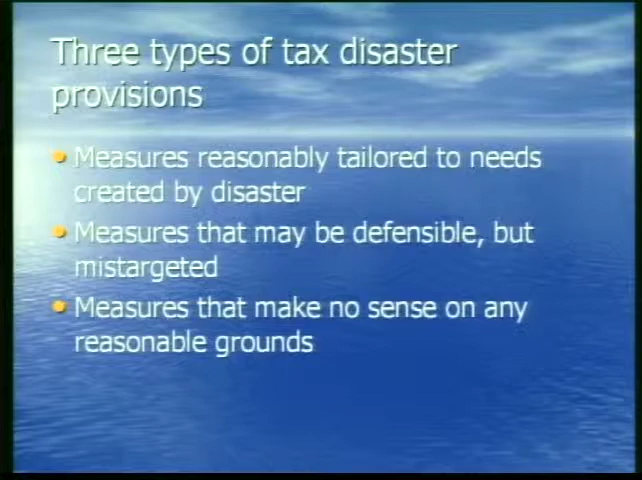 Three types of tax disaster
provisions
Measures reasonably tailored to needs
created by disaster
Measures that may be defensible, but
mistargeted
Measures that make no sense on any
reasonable grounds